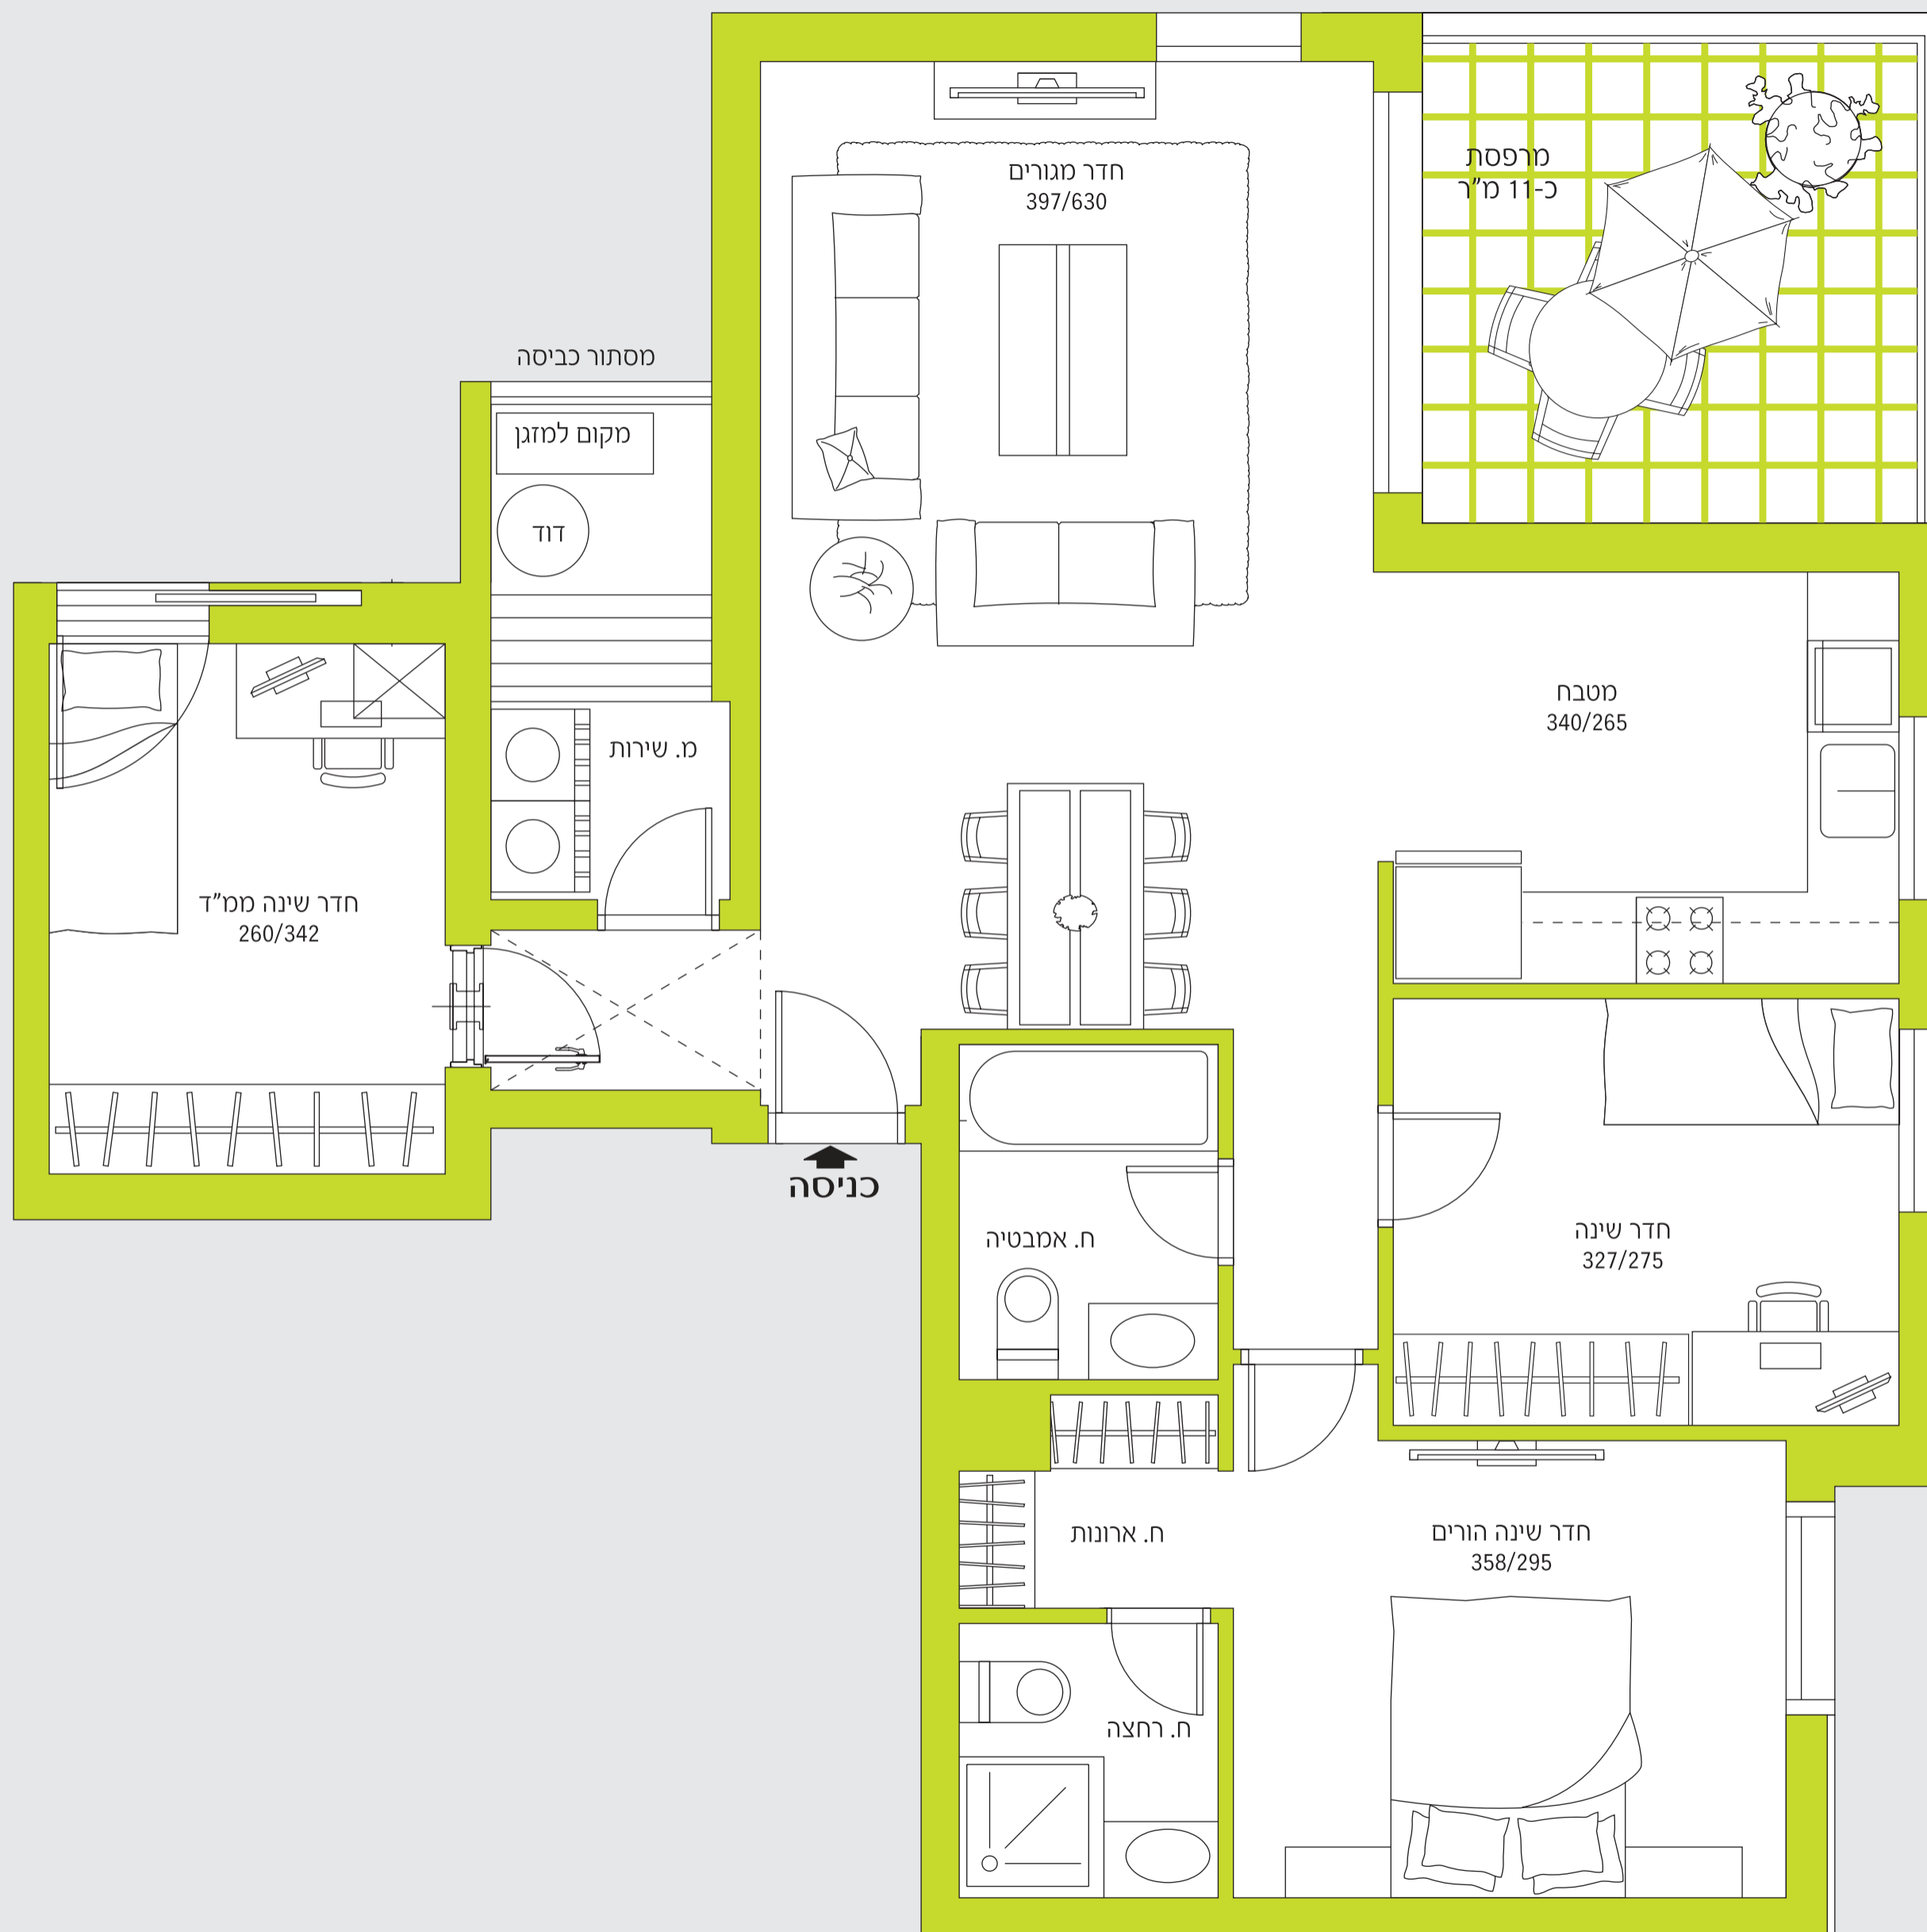 חדר מגורים
397/630
מרפסת
כ-11 מ"ר
מסתור כביסה
מקום למזגן
דוד
מטבח
340/265
מ. שירות
חדר שינה ממ"ד
260/342
כניסה
ח. אמבטיה
חדר שינה
327/275
ח. ארונות
חדר שינה הורים
358/295
ח. רחצה